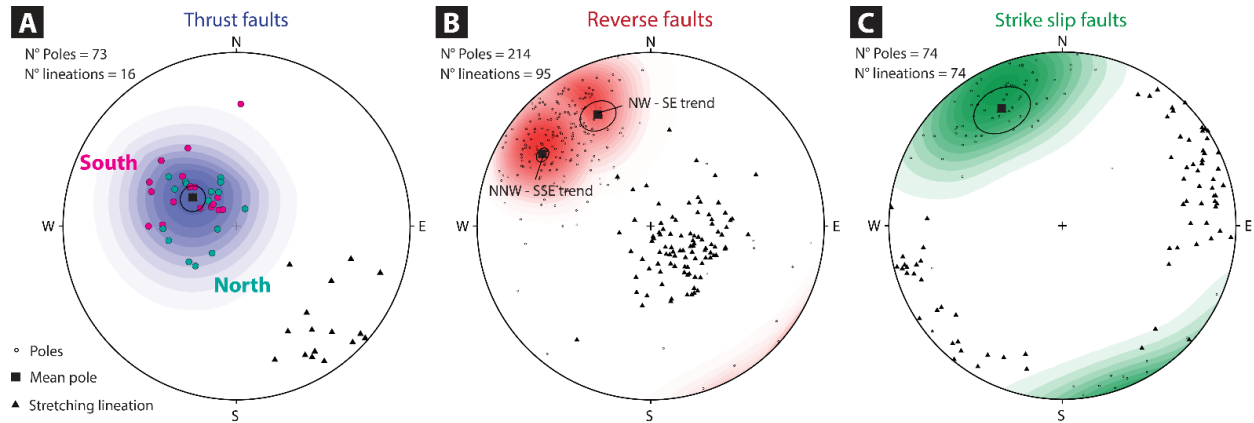 A
Thrust faults
N° Poles = 73
N° lineations = 16
N
W
E
S
South
North
Poles
Mean pole
Stretching lineation
B
Reverse faults
N° Poles = 214
N° lineations = 95
N
NW - SE trend
NNW - SSE trend
W
E
S
C
Strike slip faults
N° Poles = 74
N° lineations = 74
N
W
E
S